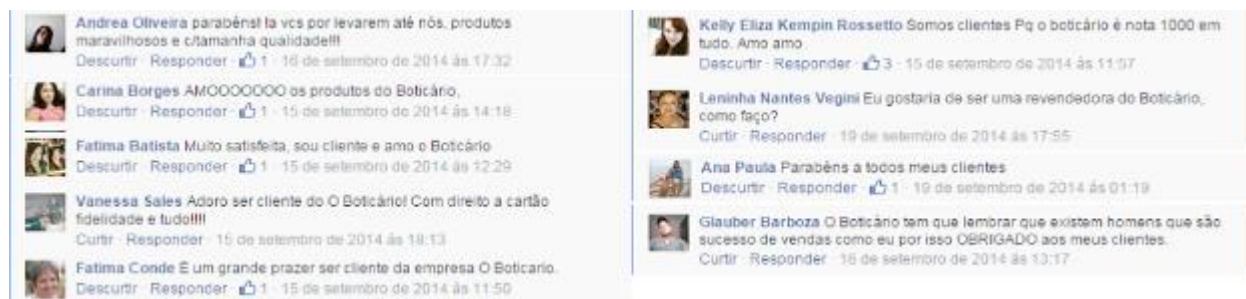 Andrea Oliveira parabéns! la vcs por levarem até nós, produtos
maravilhosos e c/tamanha qualidade!!!
Descurtir · Responder · 1 · 16 de setembro de 2014 às 17:32
Carina Borges AMOOOOOOO os produtos do Boticário,
Descurtir · Responder · 1 · 15 de setembro de 2014 às 14:18
Fatima Batista Muito satisfeita, sou cliente e amo o Boticário
Descurtir · Responder · 1 · 15 de setembro de 2014 às 12:29
Vanessa Sales Adoro ser cliente do O Boticário! Com direito a cartão
fidelidade e tudo!!!!
Curtir · Responder · 15 de setembro de 2014 às 18:13
Fatima Conde É um grande prazer ser cliente da empresa O Boticario.
Descurtir · Responder · 1 · 15 de setembro de 2014 às 11:50
Kelly Eliza Kempin Rossetto Somos clientes Pq o boticário é nota 1000 em
tudo. Amo amo
Descurtir · Responder · 3 · 15 de setembro de 2014 às 11:57
Leninha Nantes Vegini Eu gostaria de ser uma revendedora do Boticário,
como faço?
Curtir · Responder · 19 de setembro de 2014 às 17:55
Ana Paula Parabéns a todos meus clientes
Descurtir · Responder · 1 · 19 de setembro de 2014 às 01:19
Glauber Barboza O Boticário tem que lembrar que existem homens que são
sucesso de vendas como eu por isso OBRIGADO aos meus clientes.
Curtir · Responder · 16 de setembro de 2014 às 13:17